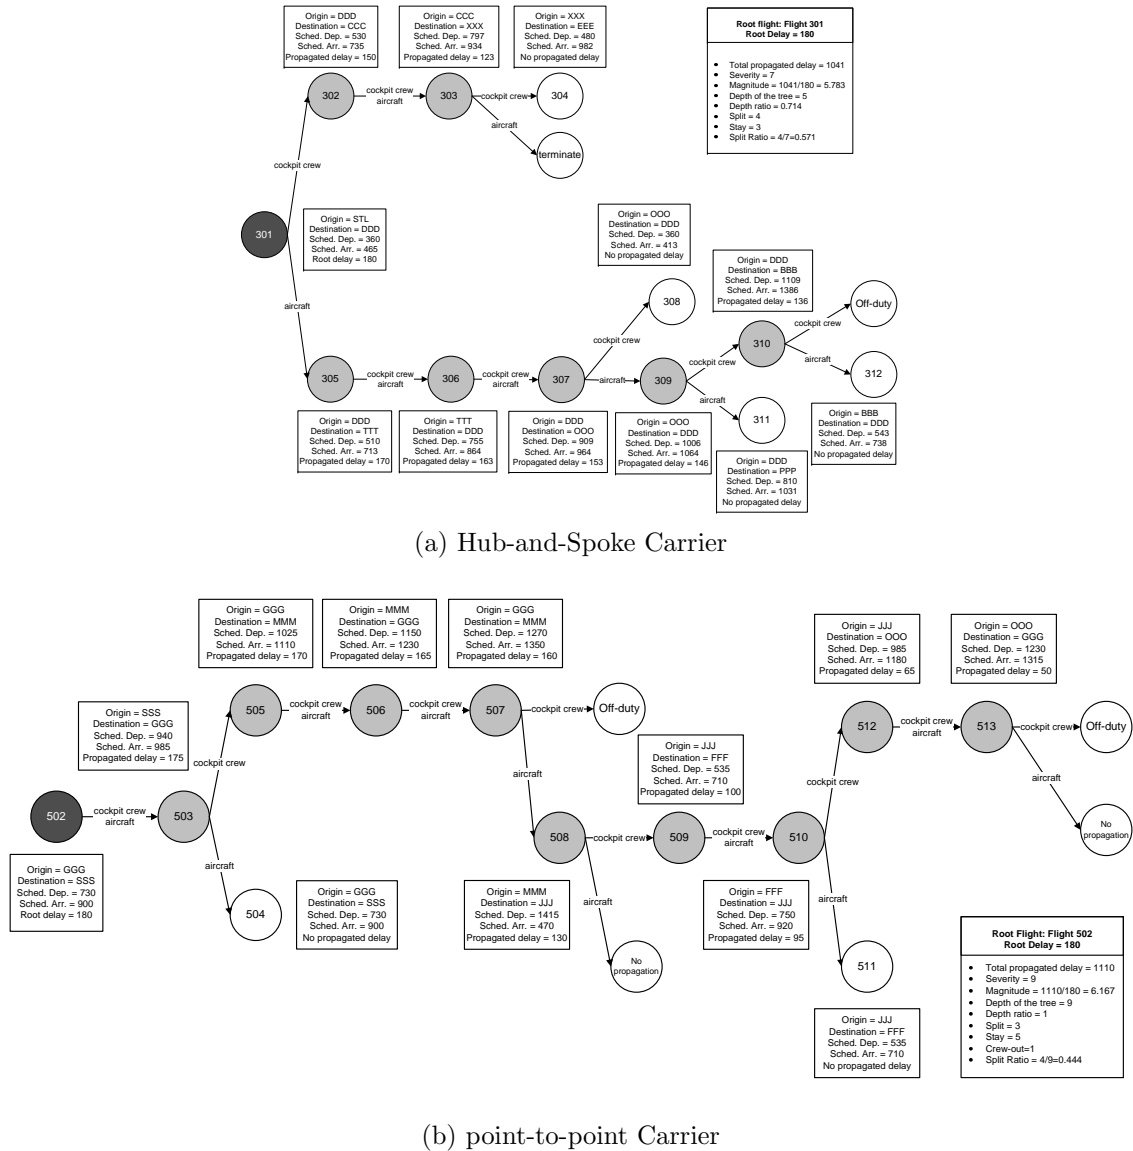 Origin = DDD
Destination = CCC
Sched. Dep. = 530
Sched. Arr. = 735
Propagated delay = 150
Origin = CCC
Destination = XXX
Sched. Dep. = 797
Sched. Arr. = 934
Propagated delay = 123
Origin = XXX
Destination = EEE
Sched. Dep. = 480
Sched. Arr. = 982
No propagated delay
Root flight: Flight 301
Root Delay = 180
• Total propagated delay = 1041
• Severity = 7
• Magnitude = 1041/180 = 5.783
• Depth of the tree = 5
• Depth ratio = 0.714
• Split = 4
• Stay = 3
• Split Ratio = 4/7=0.571
302
cockpit crew
aircraft
303
cockpit crew
304
aircraft
terminate
cockpit crew
301
Origin = STL
Destination = DDD
Sched. Dep. = 360
Sched. Arr. = 465
Root delay = 180
aircraft
Origin = OOO
Destination = DDD
Sched. Dep. = 360
Sched. Arr. = 413
No propagated delay
308
cockpit crew
Origin = DDD
Destination = BBB
Sched. Dep. = 1109
Sched. Arr. = 1386
Propagated delay = 136
305
cockpit crew
aircraft
306
cockpit crew
aircraft
307
aircraft
309
cockpit crew
310
cockpit crew
Off-duty
aircraft
312
aircraft
311
Origin = DDD
Destination = TTT
Sched. Dep. = 510
Sched. Arr. = 713
Propagated delay = 170
Origin = TTT
Destination = DDD
Sched. Dep. = 755
Sched. Arr. = 864
Propagated delay = 163
Origin = DDD
Destination = OOO
Sched. Dep. = 909
Sched. Arr. = 964
Propagated delay = 153
Origin = OOO
Destination = DDD
Sched. Dep. = 1006
Sched. Arr. = 1064
Propagated delay = 146
Origin = DDD
Destination = PPP
Sched. Dep. = 810
Sched. Arr. = 1031
No propagated delay
Origin = BBB
Destination = DDD
Sched. Dep. = 543
Sched. Arr. = 738
No propagated delay
(a) Hub-and-Spoke Carrier
Origin = GGG
Destination = MMM
Sched. Dep. = 1025
Sched. Arr. = 1110
Propagated delay = 170
Origin = MMM
Destination = GGG
Sched. Dep. = 1150
Sched. Arr. = 1230
Propagated delay = 165
Origin = GGG
Destination = MMM
Sched. Dep. = 1270
Sched. Arr. = 1350
Propagated delay = 160
Origin = JJJ
Destination = OOO
Sched. Dep. = 985
Sched. Arr. = 1180
Propagated delay = 65
Origin = OOO
Destination = GGG
Sched. Dep. = 1230
Sched. Arr. = 1315
Propagated delay = 50
Origin = SSS
Destination = GGG
Sched. Dep. = 940
Sched. Arr. = 985
Propagated delay = 175
505
cockpit crew
aircraft
506
cockpit crew
aircraft
507
cockpit crew
Off-duty
512
cockpit crew
aircraft
513
cockpit crew
Off-duty
aircraft
No
propagation
Origin = JJJ
Destination = FFF
Sched. Dep. = 535
Sched. Arr. = 710
Propagated delay = 100
cockpit crew
aircraft
cockpit crew
502
cockpit crew
aircraft
503
508
cockpit crew
509
cockpit crew
aircraft
510
aircraft
504
aircraft
No
propagation
aircraft
511
Origin = GGG
Destination = SSS
Sched. Dep. = 730
Sched. Arr. = 900
Root delay = 180
Origin = GGG
Destination = SSS
Sched. Dep. = 730
Sched. Arr. = 900
No propagated delay
Origin = MMM
Destination = JJJ
Sched. Dep. = 1415
Sched. Arr. = 470
Propagated delay = 130
Origin = FFF
Destination = JJJ
Sched. Dep. = 750
Sched. Arr. = 920
Propagated delay = 95
Origin = JJJ
Destination = FFF
Sched. Dep. = 535
Sched. Arr. = 710
No propagated delay
Root Flight: Flight 502
Root Delay = 180
• Total propagated delay = 1110
• Severity = 9
• Magnitude = 1110/180 = 6.167
• Depth of the tree = 9
• Depth ratio = 1
• Split = 3
• Stay = 5
• Crew-out=1
• Split Ratio = 4/9=0.444
(b) point-to-point Carrier